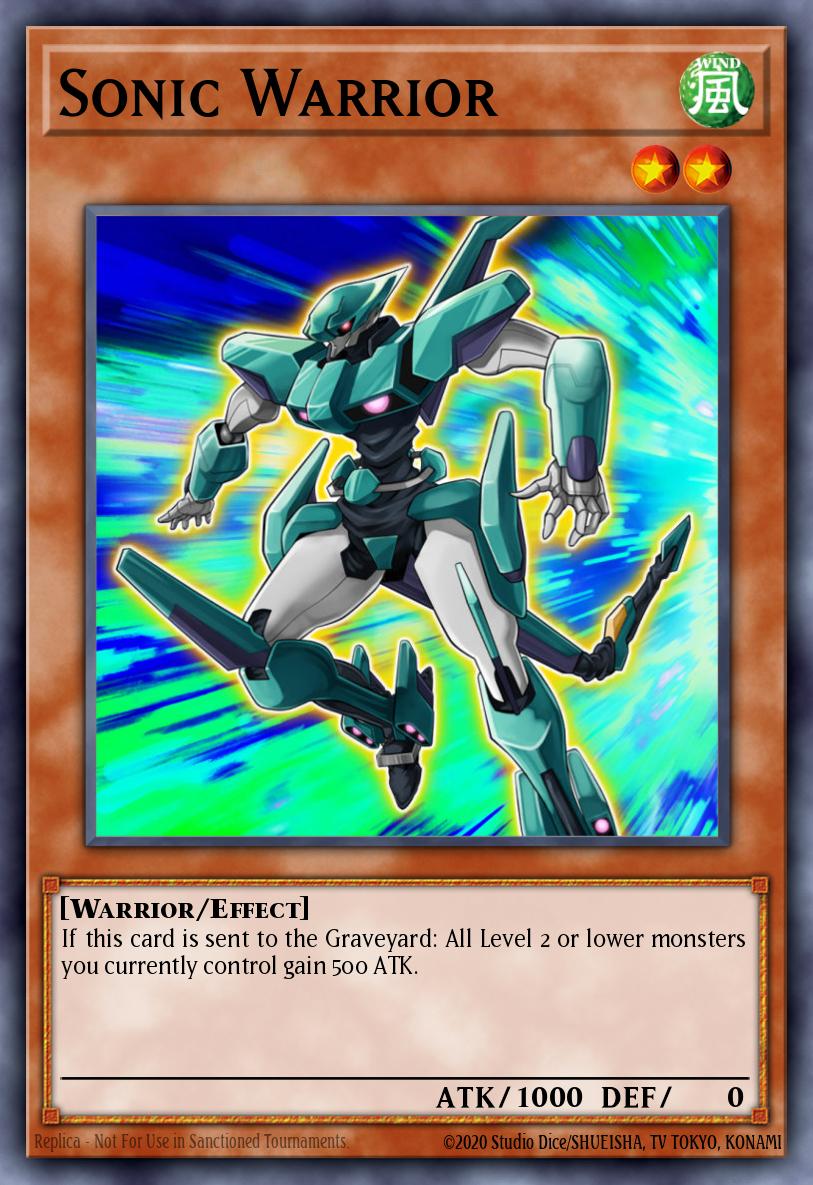 Sonic Warrior
WIND
風
[Warrior/Effect]
If this card is sent to the Graveyard: All Level 2 or lower monsters
you currently control gain 500 ATK.
ATK/1000 DEF/ 0
Replica - Not For Use in Sanctioned Tournaments.
©2020 Studio Dice/SHUEISHA, TV TOKYO, KONAMI